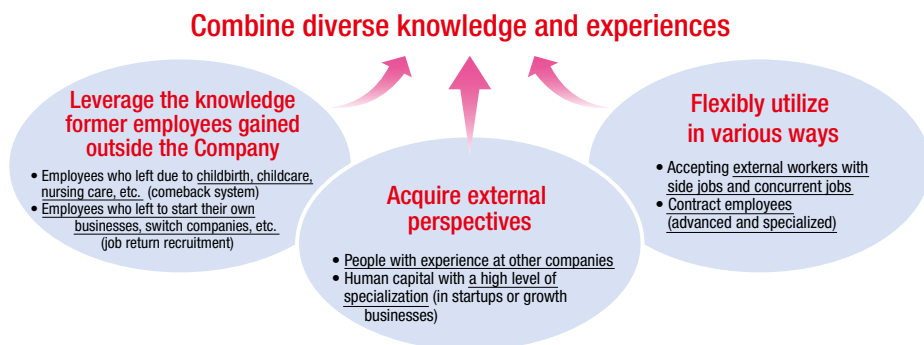 Combine diverse knowledge and experiences
Leverage the knowledge
former employees gained
outside the Company
• Employees who left due to childbirth, childcare,
nursing care, etc. (comeback system)
• Employees who left to start their own
businesses, switch companies, etc.
(job return recruitment)
Acquire external
perspectives
• People with experience at other companies
• Human capital with a high level of
specialization (in startups or growth
businesses)
Flexibly utilize
in various ways
• Accepting external workers with
side jobs and concurrent jobs
• Contract employees
(advanced and specialized)